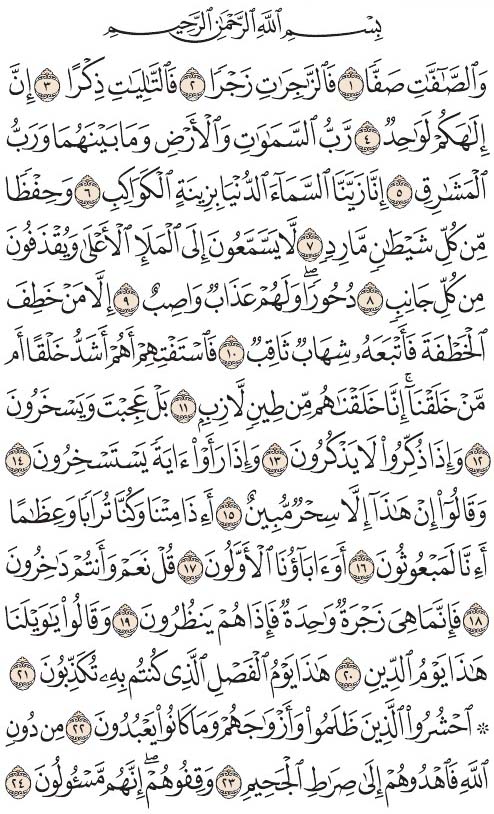 بِسْمِ ٱللَّهِ ٱلرَّحْمَٰنِ ٱلرَّحِيمِ
وَٱلصَّٰٓفَّٰتِ صَفًّا ١ فَٱلزَّٰجِرَٰتِ زَجْرًا ٢ فَٱلتَّٰلِيَٰتِ ذِكْرًا ٣ إِنَّ
إِلَٰهَكُمْ لَوَٰحِدٌ ٤ رَّبُّ ٱلسَّمَٰوَٰتِ وَٱلْأَرْضِ وَمَا بَيْنَهُمَا وَرَبُّ
ٱلْمَشَٰرِقِ ٥ إِنَّا زَيَّنَّا ٱلسَّمَآءَ ٱلدُّنْيَا بِزِينَةٍ ٱلْكَوَاكِبِ ٦ وَحِفْظًا
مِّن كُلِّ شَيْطَٰنٍ مَّارِدٍ ٧ لَّا يَسَّمَّعُونَ إِلَى ٱلْمَلَإِ ٱلْأَعْلَىٰ وَيُقْذَفُونَ
مِن كُلِّ جَانِبٍ ٨ دُحُورًا ۖ وَلَهُمْ عَذَابٌ وَاصِبٌ ٩ إِلَّا مَنْ خَطِفَ
ٱلْخَطْفَةَ فَأَتْبَعَهُۥ شِهَابٌ ثَاقِبٌ ١٠ فَٱسْتَفْتِهِمْ أَهُمْ أَشَدُّ خَلْقًا أَم
مَّنْ خَلَقْنَآ ۚ إِنَّا خَلَقْنَٰهُم مِّن طِينٍ لَّازِبٍ ١١ بَلْ عَجِبْتَ وَيَسْخَرُونَ
١٢ وَإِذَا ذُكِّرُوا۟ لَا يَذْكُرُونَ ١٣ وَإِذَا رَأَوْا۟ ءَايَةً يَسْتَسْخِرُونَ ١٤
وَقَالُوٓا۟ إِنْ هَٰذَآ إِلَّا سِحْرٌ مُّبِينٌ ١٥ أَءِذَا مِتْنَا وَكُنَّا تُرَابًا وَعِظَٰمًا
أَءِنَّا لَمَبْعُوثُونَ ١٦ أَوَءَابَآؤُنَا ٱلْأَوَّلُونَ ١٧ قُلْ نَعَمْ وَأَنتُمْ دَٰخِرُونَ
١٨ فَإِنَّمَا هِىَ زَجْرَةٌ وَٰحِدَةٌ فَإِذَا هُمْ يَنظُرُونَ ١٩ وَقَالُوا۟ يَٰوَيْلَنَا
هَٰذَا يَوْمُ ٱلدِّينِ ٢٠ هَٰذَا يَوْمُ ٱلْفَصْلِ ٱلَّذِى كُنتُم بِهِۦ تُكَذِّبُونَ ٢١
۞ ٱحْشُرُوا۟ ٱلَّذِينَ ظَلَمُوا۟ وَأَزْوَٰجَهُمْ وَمَا كَانُوا۟ يَعْبُدُونَ ٢٢ مِن دُونِ
ٱللَّهِ فَٱهْدُوهُمْ إِلَىٰ صِرَٰطِ ٱلْجَحِيمِ ٢٣ وَقِفُوهُمْ ۖ إِنَّهُم مَّسْـُٔولُونَ ٢٤